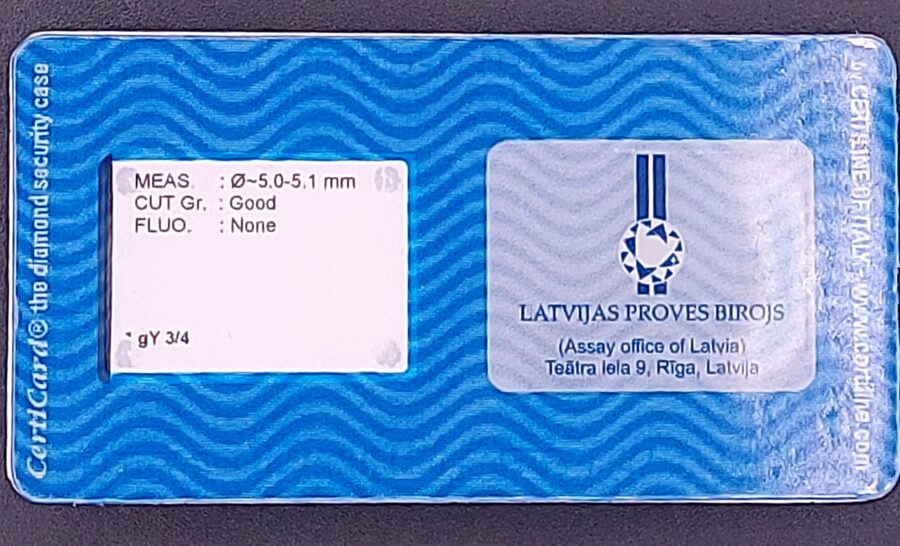 CertiCard® the diamond security case
MEAS. : Ø~5.0-5.1 mm
CUT Gr. : Good
FLUO. : None
* gY 3/4
LATVIJAS PROVES BIROJS
(Assay office of Latvia)
Teātra iela 9, Rīga, Latvija
by CERTILINE OF ITALY - www.certiline.com